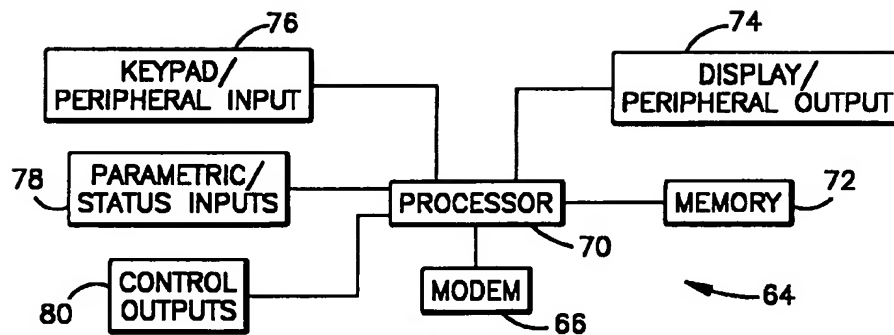 76
KEYPAD/
PERIPHERAL INPUT
74
DISPLAY/
PERIPHERAL OUTPUT
78
PARAMETRIC/
STATUS INPUTS
PROCESSOR
70
MEMORY
72
80
CONTROL
OUTPUTS
MODEM
66
64